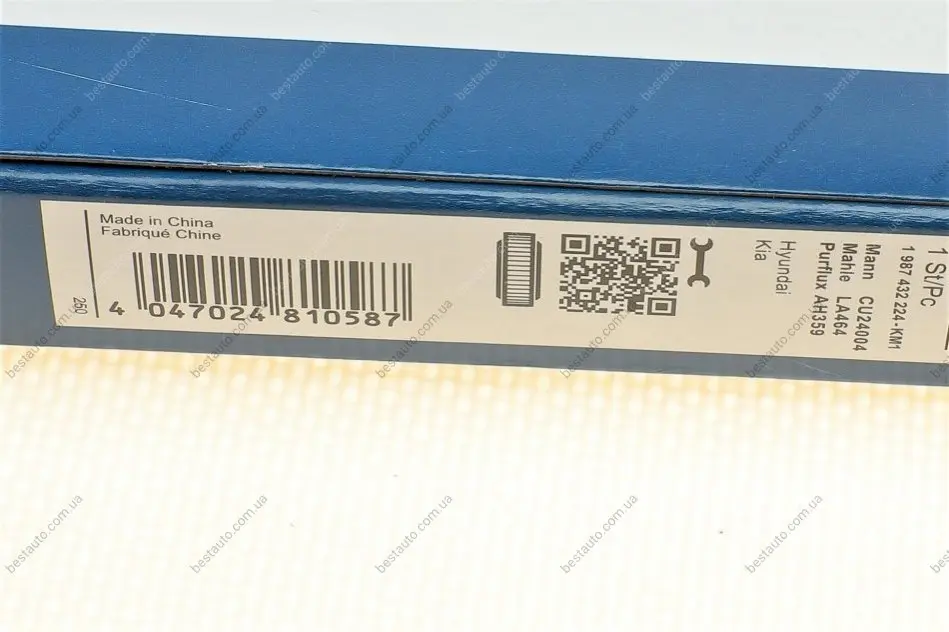 Made in China
Fabriqué Chine
250
4 047024 810587
Hyundai
Kia
1 St/Pc
1 987 432 224-KM1
Mann CU24004
Mahle LA464
Purflux AH359
bestauto.com.ua